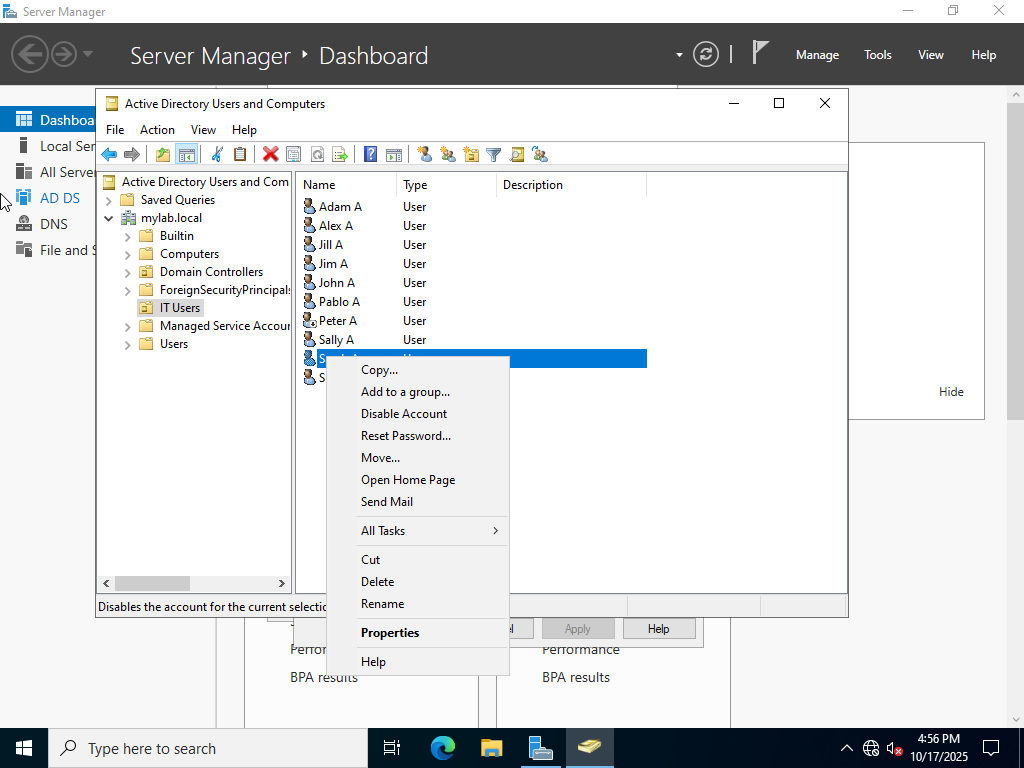 Server Manager
Server Manager • Dashboard
Manage Tools View Help
Dashboa
Local Ser
All Server
AD DS
DNS
File and S
Active Directory Users and Computers
File Action View Help
Active Directory Users and Com
Saved Queries
mylab.local
Builtin
Computers
Domain Controllers
ForeignSecurityPrincipals
IT Users
Managed Service Accour
Users
Name Type Description
Adam A User
Alex A User
Jill A User
Jim A User
John A User
Pablo A User
Peter A User
Sally A User
Copy...
Add to a group...
Disable Account
Reset Password...
Move...
Open Home Page
Send Mail
All Tasks
Cut
Delete
Rename
Properties
Help
Disables the account for the current selectio
Hide
Apply Help
Perfor
BPA results
Performance
BPA results
Type here to search
4:56 PM
10/17/2025